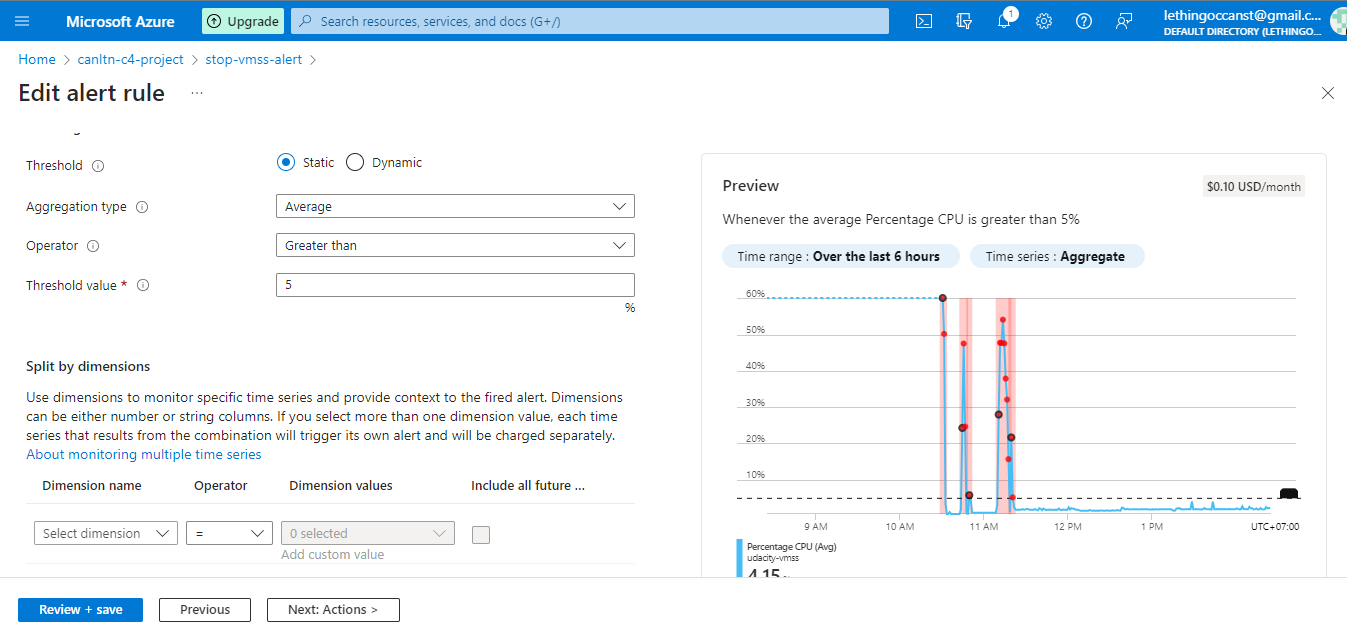 Microsoft Azure
Upgrade
Search resources, services, and docs (G+/)
1
lethingoccanst@gmail.c...
DEFAULT DIRECTORY (LETHINGO...
Home > canltn-c4-project > stop-vmss-alert >
Edit alert rule ...
Threshold
Static
Dynamic
Aggregation type
Average
Operator
Greater than
Threshold value *
5
%
Split by dimensions
Use dimensions to monitor specific time series and provide context to the fired alert. Dimensions
can be either number or string columns. If you select more than one dimension value, each time
series that results from the combination will trigger its own alert and will be charged separately.
About monitoring multiple time series
Dimension name Operator Dimension values Include all future ...
Select dimension = 0 selected
Add custom value
Preview
$0.10 USD/month
Whenever the average Percentage CPU is greater than 5%
Time range : Over the last 6 hours
Time series : Aggregate
60%
50%
40%
30%
20%
10%
9 AM 10 AM 11 AM 12 PM 1 PM UTC+07:00
Percentage CPU (Avg)
udacity-vmss
4.15 %
Review + save
Previous
Next: Actions >